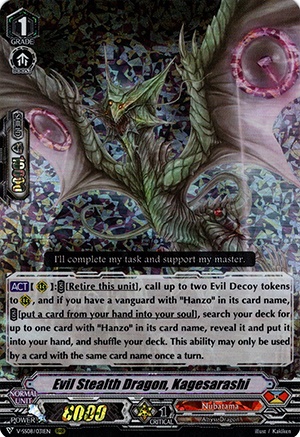 1
GRADE
BOOST
I'll complete my task and support my master.
ACT [(RC)]:COST [Retire this unit], call up to two Evil Decoy tokens
to (RC), and if you have a vanguard with "Hanzo" in its card name,
COST [put a card from your hand into your soul], search your deck for
up to one card with "Hanzo" in its card name, reveal it and put it
into your hand, and shuffle your deck. This ability may only be used
by a card with the same card name once a turn.
Evil Stealth Dragon, Kagesarashi
NORMAL
UNIT
POWER
6000
1
CRITICAL
Nubatama
Abyss Dragon
V-SS08/031EN
RRR